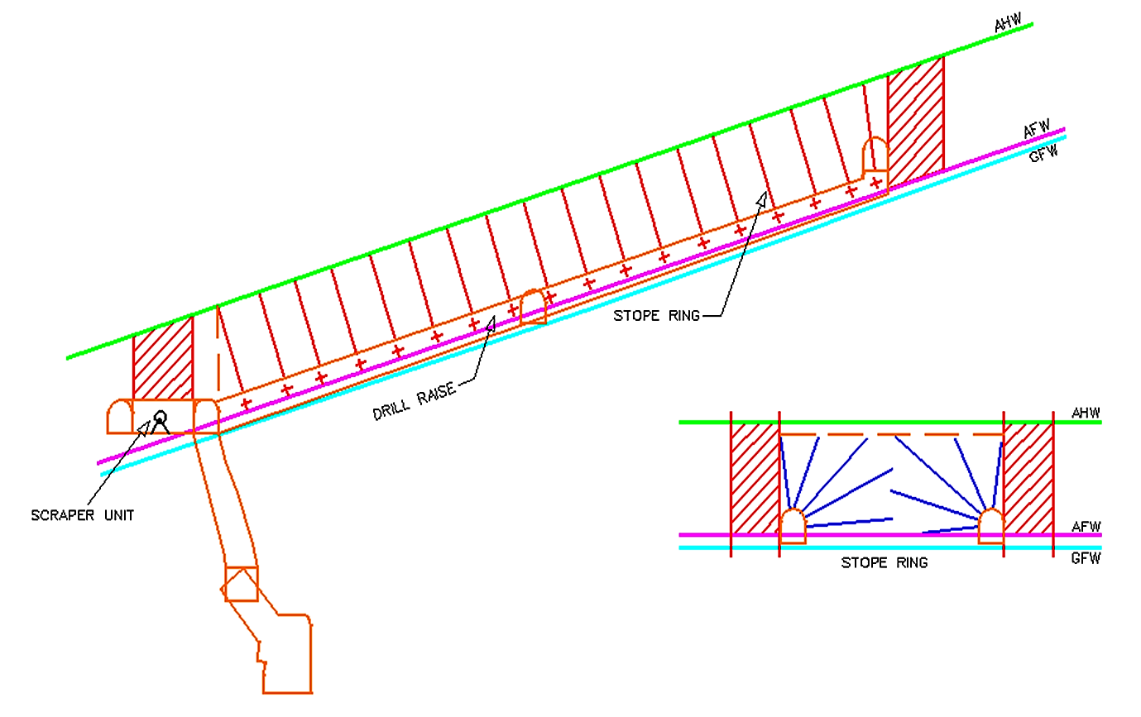 AHW
AFW
GFW
STOPE RING
DRILL RAISE
SCRAPER UNIT
AHW
AFW
GFW
STOPE RING